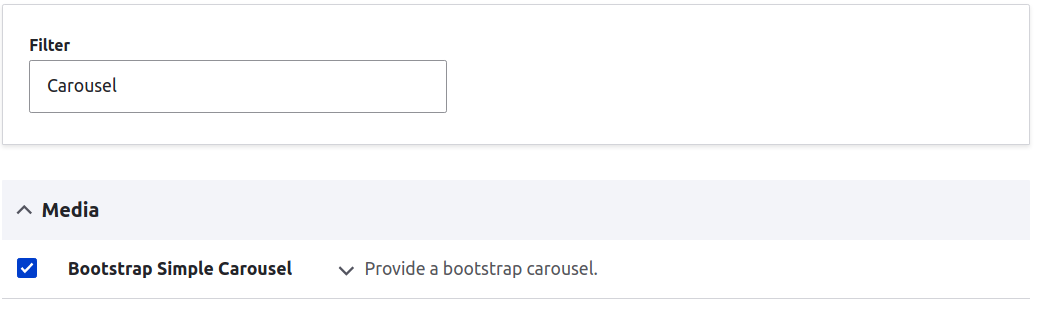 Filter
Carousel
Media
Bootstrap Simple Carousel Provide a bootstrap carousel.